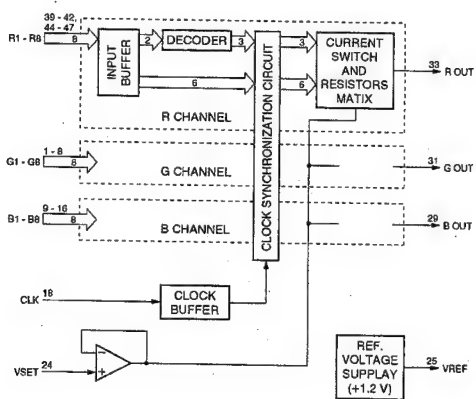 39 - 42,
44 - 47
R1 - R8
8
INPUT
BUFFER
2
DECODER
3
6
CLOCK SYNCHRONIZATION CIRCUIT
3
6
CURRENT
SWITCH
AND
RESISTORS
MATIX
33
R OUT
R CHANNEL
1 - 8
G1 - G8
8
G CHANNEL
31
G OUT
9 - 16
B1 - B8
8
B CHANNEL
29
B OUT
CLK
18
CLOCK
BUFFER
VSET
24
−
+
REF.
VOLTAGE
SUPPLAY
(+1.2 V)
25
VREF